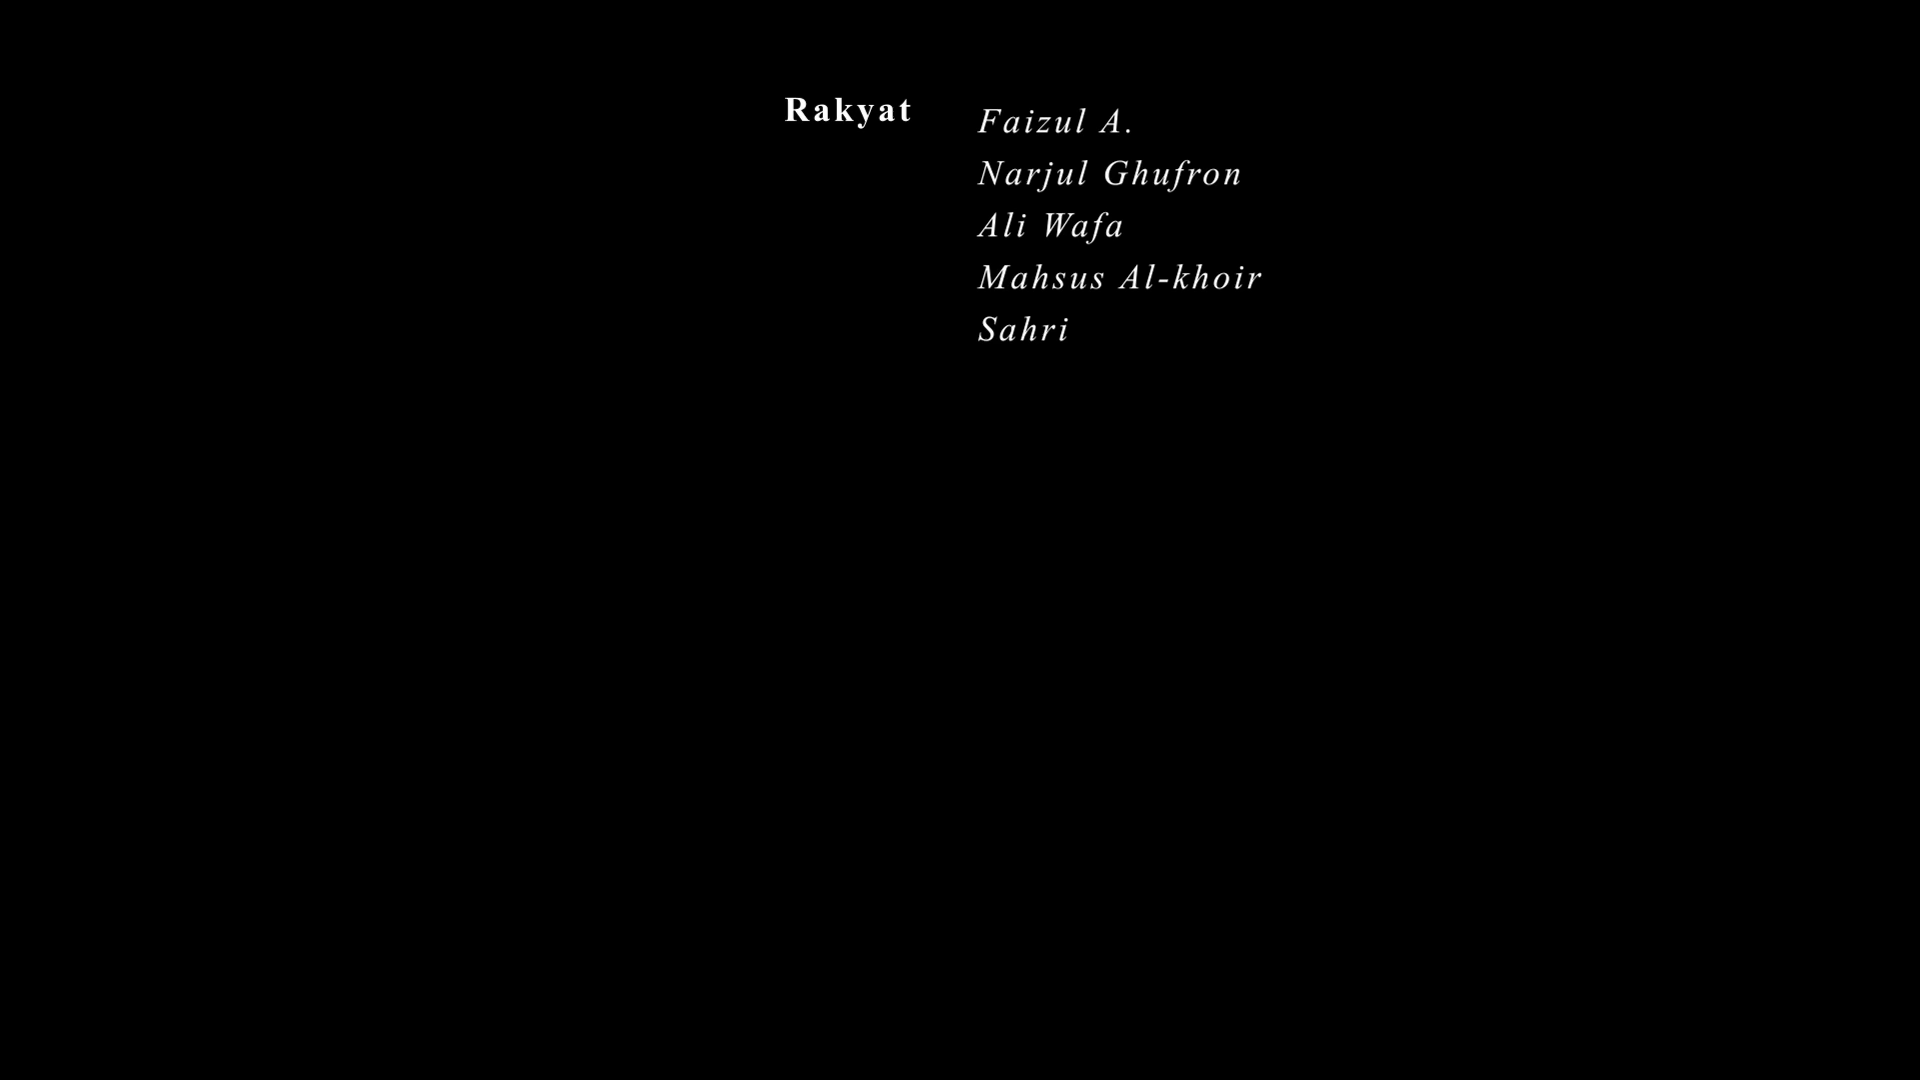 Rakyat Faizul A.
Narjul Ghufron
Ali Wafa
Mahsus Al-khoir
Sahri